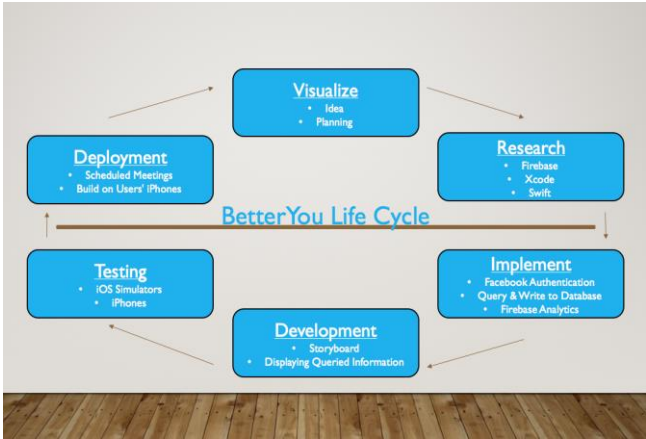 Visualize
• Idea
• Planning
Research
• Firebase
• Xcode
• Swift
Implement
• Facebook Authentication
• Query & Write to Database
• Firebase Analytics
Development
• Storyboard
• Displaying Queried Information
Testing
• iOS Simulators
• iPhones
Deployment
• Scheduled Meetings
• Build on Users' iPhones
BetterYou Life Cycle